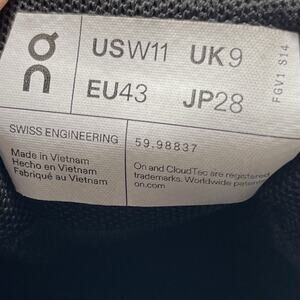 On
USW11 UK9
EU43 JP28
FGV1 S14
SWISS ENGINEERING
59.98837
Made in Vietnam
Hecho en Vietnam
Fabriqué au Vietnam
On and CloudTec are registered
trademarks. Worldwide patents
on.com